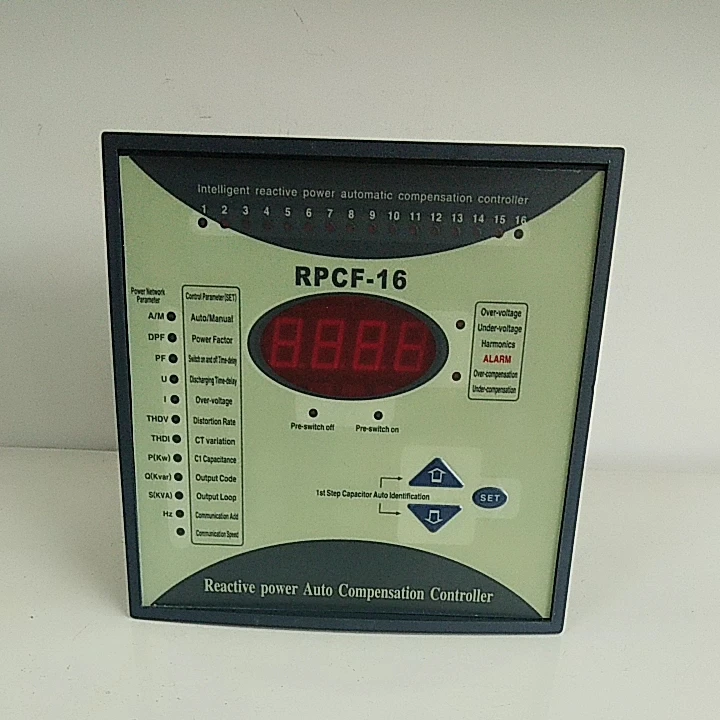 Intelligent reactive power automatic compensation controller
1 2 3 4 5 6 7 8 9 10 11 12 13 14 15 16
RPCF-16
Power Network
Parameter
Control Parameter(SET)
A/M Auto/Manual
DPF Power Factor
PF Switch on and off Time-delay
U Discharging Time-delay
I Over-voltage
THDV Distortion Rate
THDI CT variation
P(Kw) C1 Capacitance
Q(Kvar) Output Code
S(KVA) Output Loop
Hz Communication Add
Communication Speed
8888
Over-voltage
Under-voltage
Harmonics
ALARM
Over-compensation
Under-compensation
Pre-switch off
Pre-switch on
1st Step Capacitor Auto Identification
SET
Reactive power Auto Compensation Controller